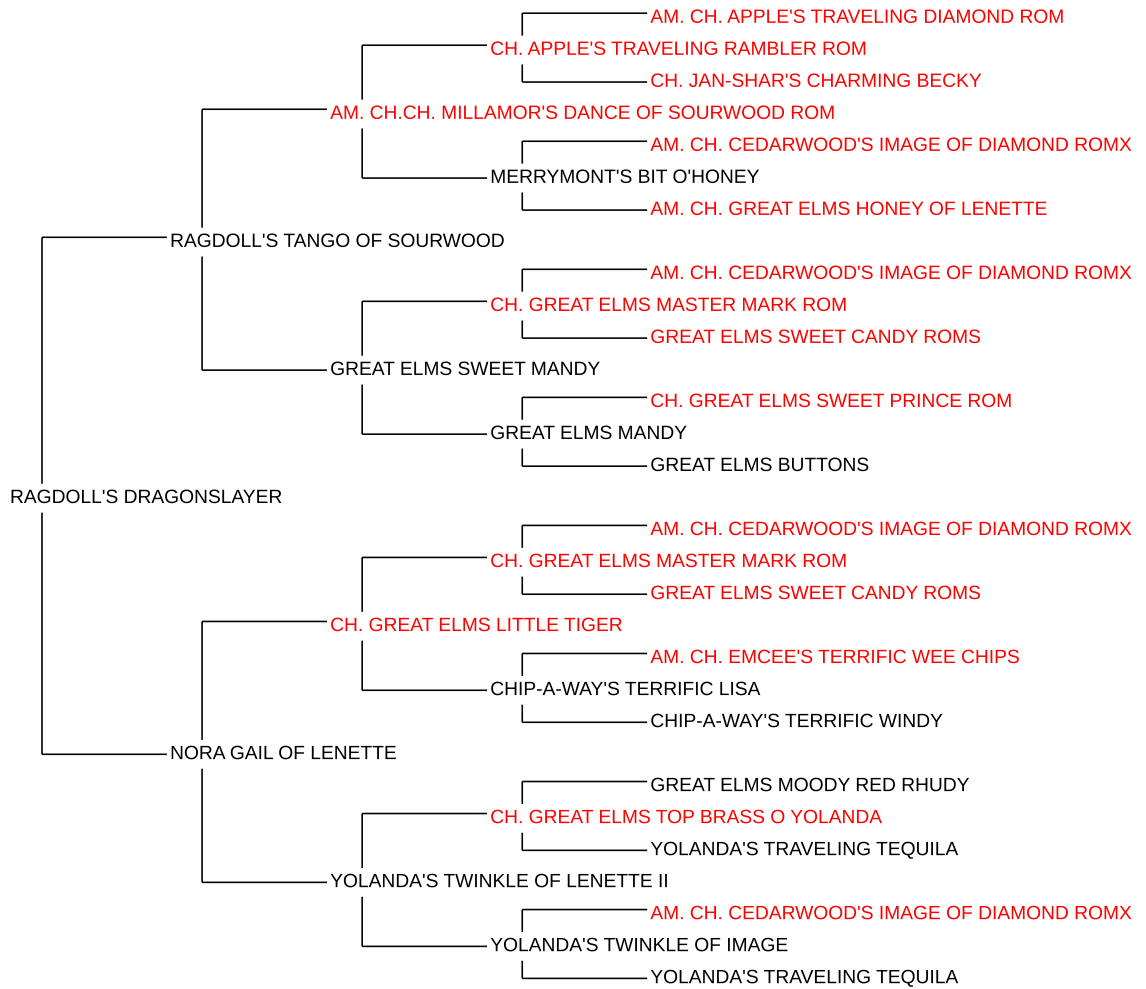 AM. CH. APPLE'S TRAVELING DIAMOND ROM
CH. APPLE'S TRAVELING RAMBLER ROM
CH. JAN-SHAR'S CHARMING BECKY
AM. CH.CH. MILLAMOR'S DANCE OF SOURWOOD ROM
AM. CH. CEDARWOOD'S IMAGE OF DIAMOND ROMX
MERRYMONT'S BIT O'HONEY
AM. CH. GREAT ELMS HONEY OF LENETTE
RAGDOLL'S TANGO OF SOURWOOD
AM. CH. CEDARWOOD'S IMAGE OF DIAMOND ROMX
CH. GREAT ELMS MASTER MARK ROM
GREAT ELMS SWEET CANDY ROMS
GREAT ELMS SWEET MANDY
CH. GREAT ELMS SWEET PRINCE ROM
GREAT ELMS MANDY
GREAT ELMS BUTTONS
RAGDOLL'S DRAGONSLAYER
AM. CH. CEDARWOOD'S IMAGE OF DIAMOND ROMX
CH. GREAT ELMS MASTER MARK ROM
GREAT ELMS SWEET CANDY ROMS
CH. GREAT ELMS LITTLE TIGER
AM. CH. EMCEE'S TERRIFIC WEE CHIPS
CHIP-A-WAY'S TERRIFIC LISA
CHIP-A-WAY'S TERRIFIC WINDY
NORA GAIL OF LENETTE
GREAT ELMS MOODY RED RHUDY
CH. GREAT ELMS TOP BRASS O YOLANDA
YOLANDA'S TRAVELING TEQUILA
YOLANDA'S TWINKLE OF LENETTE II
AM. CH. CEDARWOOD'S IMAGE OF DIAMOND ROMX
YOLANDA'S TWINKLE OF IMAGE
YOLANDA'S TRAVELING TEQUILA